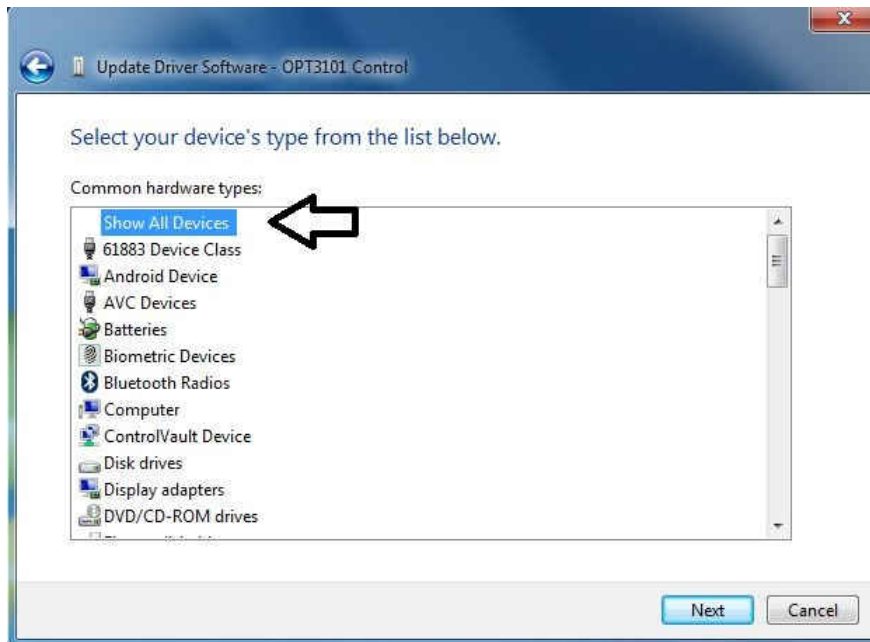 Update Driver Software - OPT3101 Control
Select your device's type from the list below.
Common hardware types:
Show All Devices
61883 Device Class
Android Device
AVC Devices
Batteries
Biometric Devices
Bluetooth Radios
Computer
ControlVault Device
Disk drives
Display adapters
DVD/CD-ROM drives
Next
Cancel